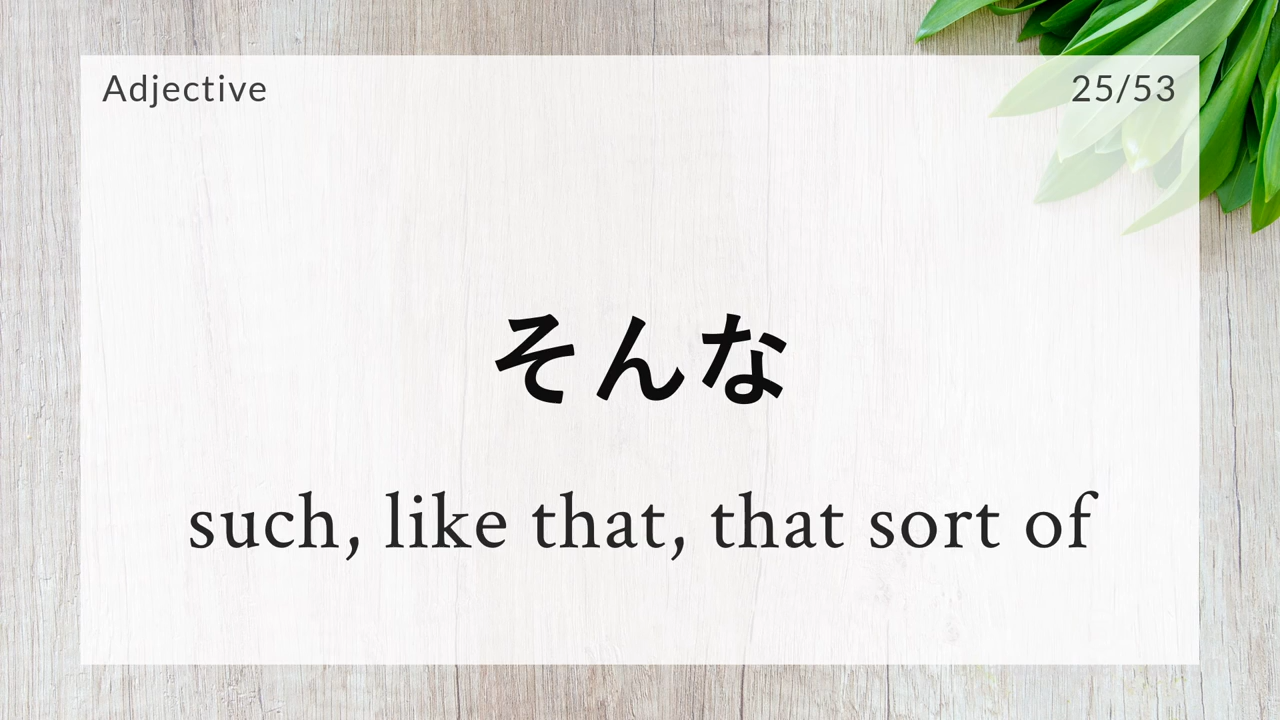 Adjective
25/53
そんな
such, like that, that sort of